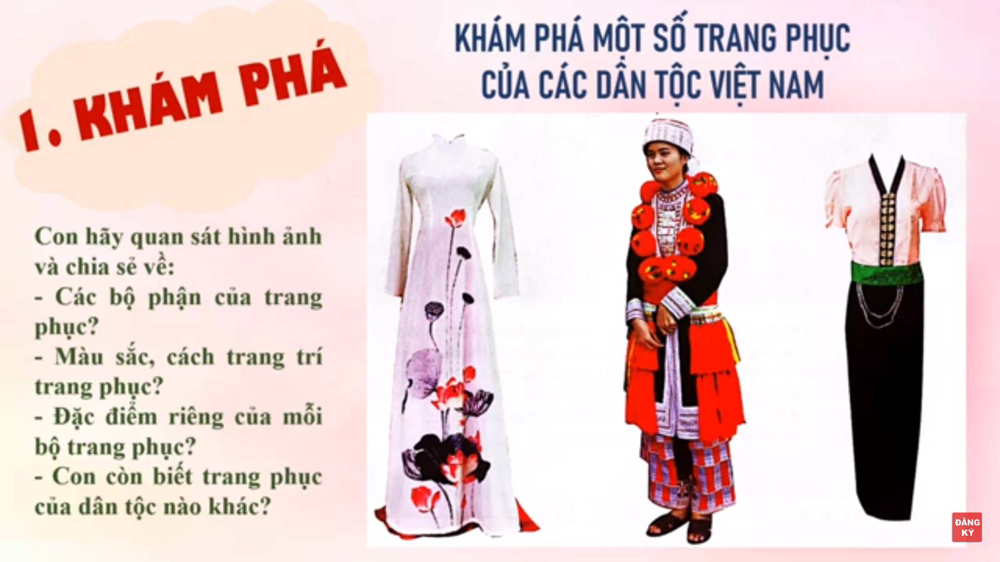 1. KHÁM PHÁ
KHÁM PHÁ MỘT SỐ TRANG PHỤC
CỦA CÁC DÂN TỘC VIỆT NAM
Con hãy quan sát hình ảnh
và chia sẻ về:
- Các bộ phận của trang
phục?
- Màu sắc, cách trang trí
trang phục?
- Đặc điểm riêng của mỗi
bộ trang phục?
- Con còn biết trang phục
của dân tộc nào khác?
ĐĂNG
KÝ